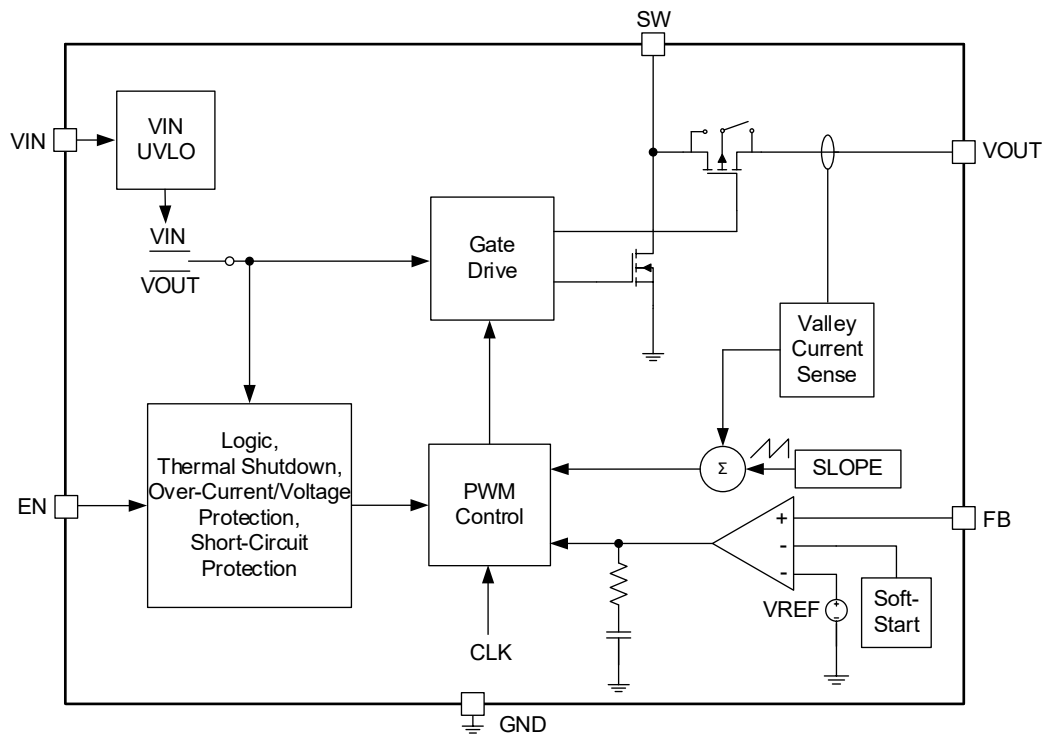 SW
VIN
VIN
UVLO
VOUT
VIN
VOUT
Gate
Drive
Valley
Current
Sense
Logic,
Thermal Shutdown,
Over-Current/Voltage
Protection,
Short-Circuit
Protection
EN
PWM
Control
Σ
SLOPE
+
-
-
FB
VREF
+
-
Soft-
Start
CLK
GND